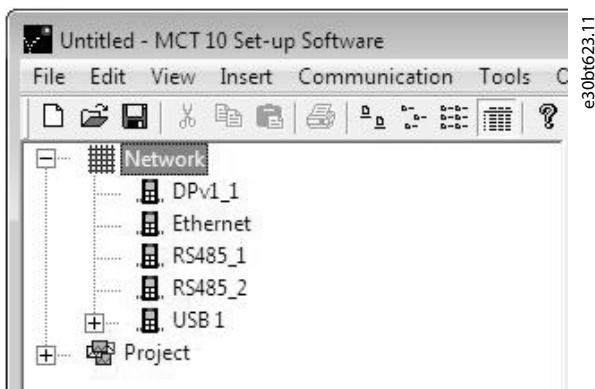 Untitled - MCT 10 Set-up Software
File Edit View Insert Communication Tools
Network
DPv1_1
Ethernet
RS485_1
RS485_2
USB 1
Project
e30bt623.11